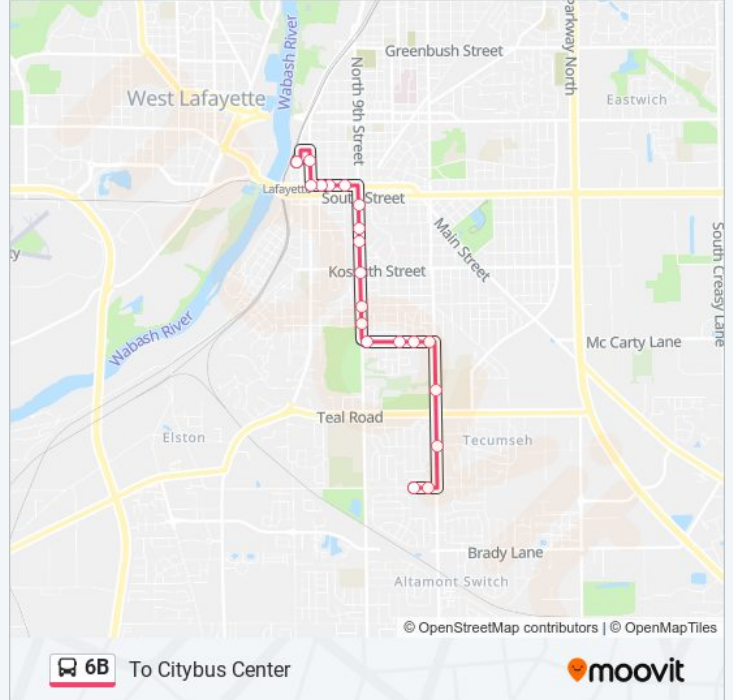 Wabash River
Parkway North
Greenbush Street
North 9th Street
West Lafayette
Eastwich
Lafayette
South Street
Main Street
South Creasy Lane
ty
Kossuth Street
Wabash River
Mc Carty Lane
Teal Road
Elston
Tecumseh
Brady Lane
Altamont Switch
© OpenStreetMap contributors | © OpenMapTiles
6B To Citybus Center
moovit